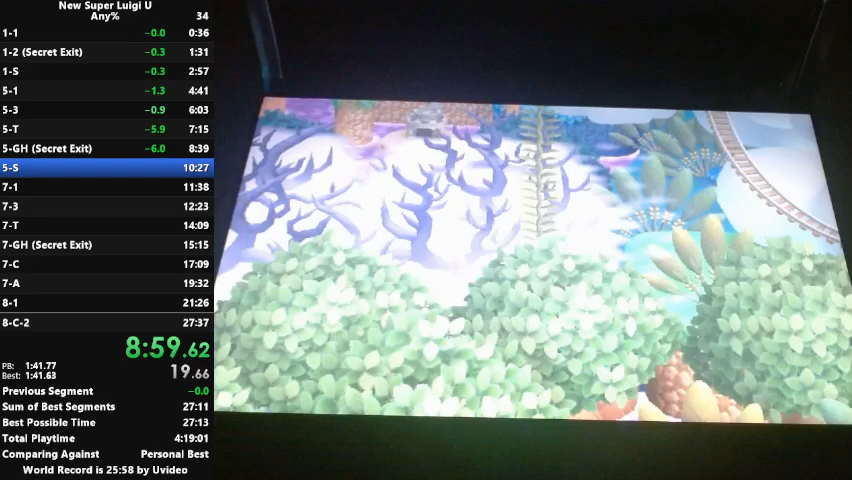 New Super Luigi U
Any% 34
1-1 −0.0 0:36
1-2 (Secret Exit) −0.3 1:31
1-S −0.3 2:57
5-1 −1.3 4:41
5-3 −0.9 6:03
5-T −5.9 7:15
5-GH (Secret Exit) −6.0 8:39
5-S 10:27
7-1 11:38
7-3 12:23
7-T 14:09
7-GH (Secret Exit) 15:15
7-C 17:09
7-A 19:32
8-1 21:26
8-C-2 27:37
8:59.62
PB: 1:41.77
Best: 1:41.63 19.66
Previous Segment −0.0
Sum of Best Segments 27:11
Best Possible Time 27:13
Total Playtime 4:19:01
Comparing Against Personal Best
World Record is 25:58 by Uvideo